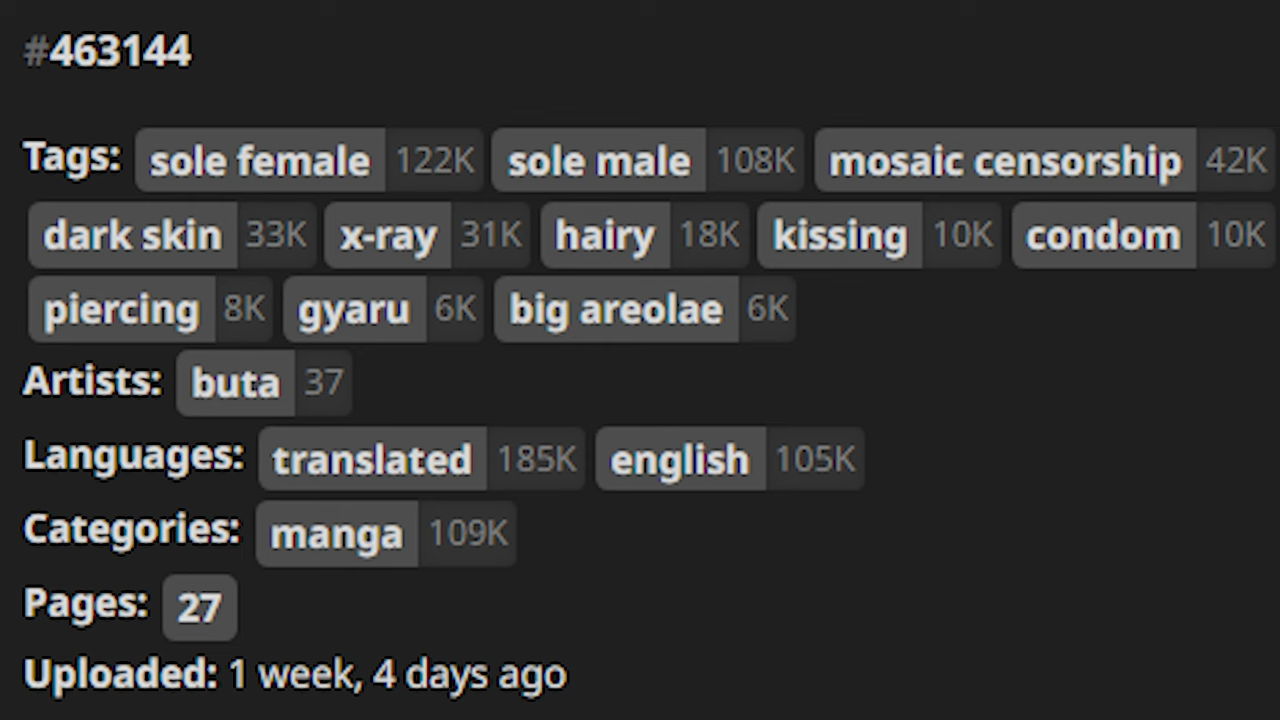 #463144
Tags: sole female 122K sole male 108K mosaic censorship 42K
dark skin 33K x-ray 31K hairy 18K kissing 10K condom 10K
piercing 8K gyaru 6K big areolae 6K
Artists: buta 37
Languages: translated 185K english 105K
Categories: manga 109K
Pages: 27
Uploaded: 1 week, 4 days ago